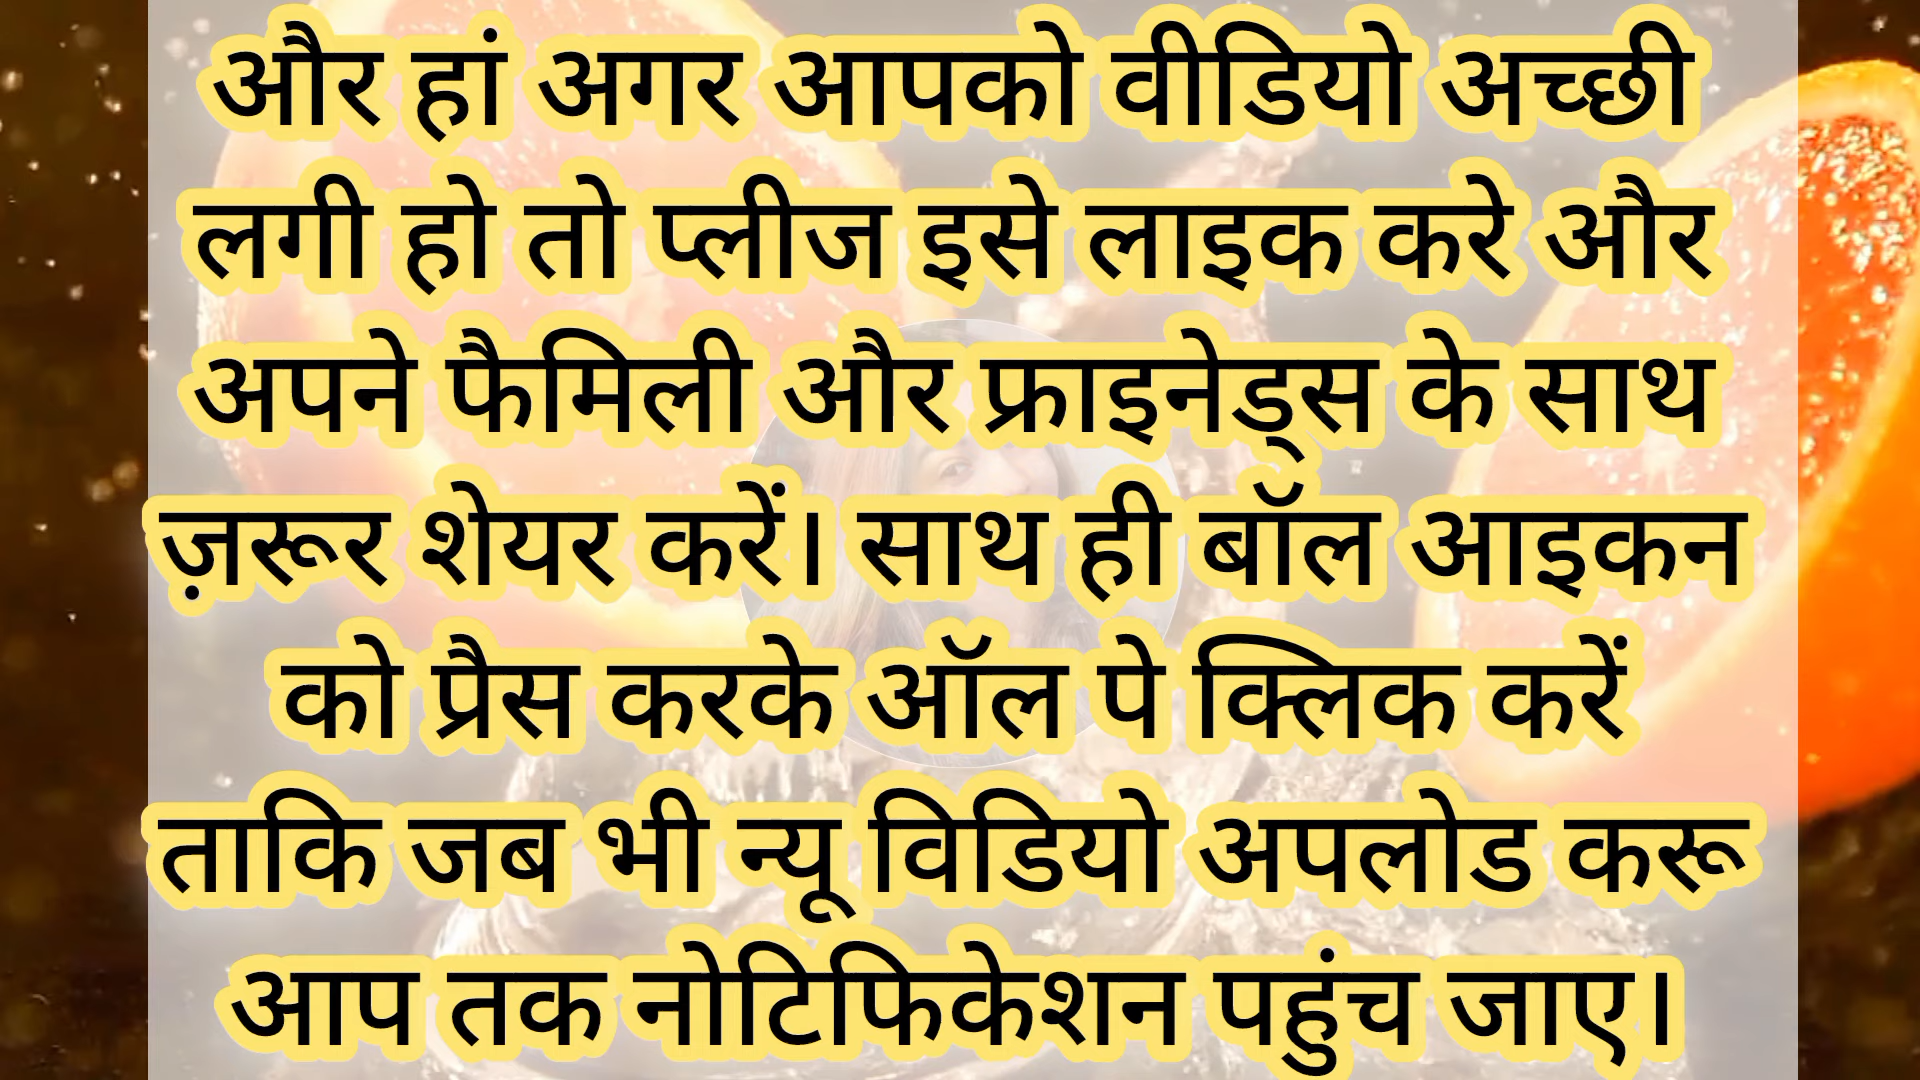 और हां अगर आपको वीडियो अच्छी
लगी हो तो प्लीज इसे लाइक करे और
अपने फैमिली और फ्राइनेड्स के साथ
ज़रूर शेयर करें। साथ ही बॉल आइकन
को प्रैस करके ऑल पे क्लिक करें
ताकि जब भी न्यू विडियो अपलोड करू
आप तक नोटिफिकेशन पहुंच जाए।